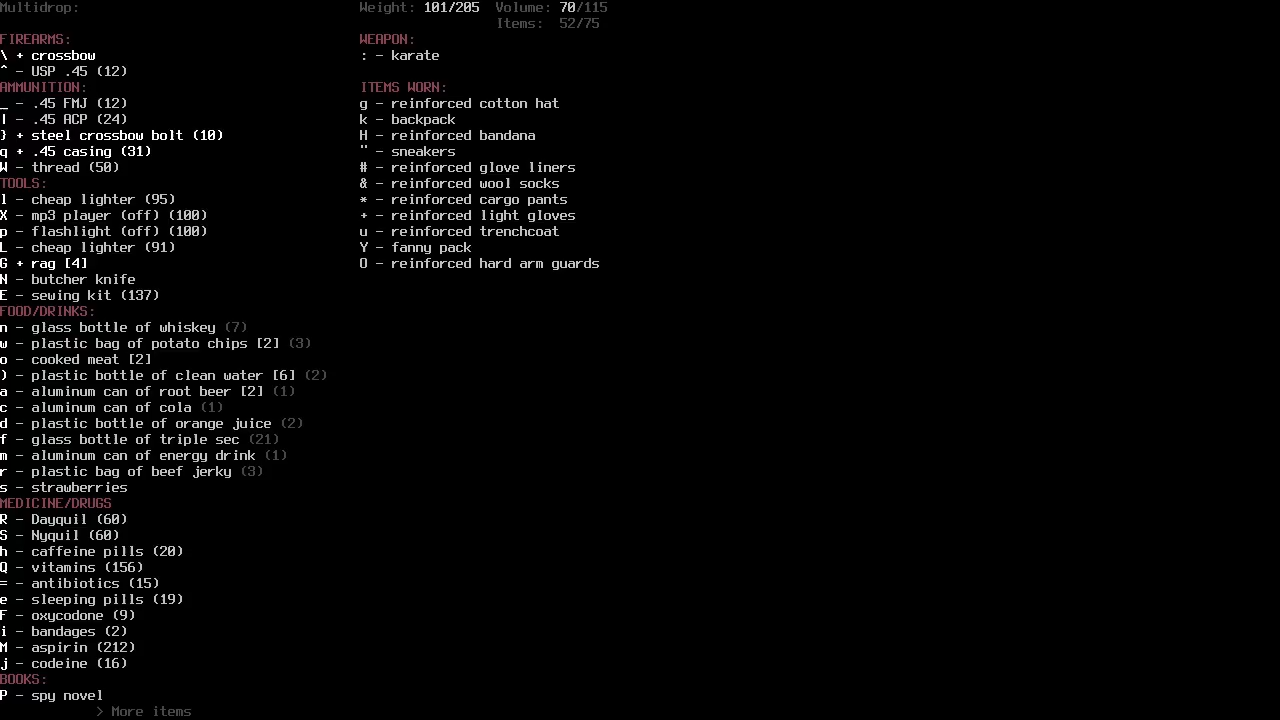 Multidrop:
Weight: 101/205 Volume: 70/115
Items: 52/75
FIREARMS:
\ + crossbow
^ - USP .45 (12)
AMMUNITION:
_ - .45 FMJ (12)
| - .45 ACP (24)
} + steel crossbow bolt (10)
q + .45 casing (31)
W - thread (50)
TOOLS:
l - cheap lighter (95)
X - mp3 player (off) (100)
p - flashlight (off) (100)
L - cheap lighter (91)
G + rag [4]
N - butcher knife
E - sewing kit (137)
FOOD/DRINKS:
n - glass bottle of whiskey (7)
w - plastic bag of potato chips [2] (3)
o - cooked meat [2]
) - plastic bottle of clean water [6] (2)
a - aluminum can of root beer [2] (1)
c - aluminum can of cola (1)
d - plastic bottle of orange juice (2)
f - glass bottle of triple sec (21)
m - aluminum can of energy drink (1)
r - plastic bag of beef jerky (3)
s - strawberries
MEDICINE/DRUGS
R - Dayquil (60)
S - Nyquil (60)
h - caffeine pills (20)
Q - vitamins (156)
= - antibiotics (15)
e - sleeping pills (19)
F - oxycodone (9)
i - bandages (2)
M - aspirin (212)
j - codeine (16)
BOOKS:
P - spy novel
> More items
WEAPON:
: - karate
ITEMS WORN:
g - reinforced cotton hat
k - backpack
H - reinforced bandana
" - sneakers
# - reinforced glove liners
& - reinforced wool socks
* - reinforced cargo pants
+ - reinforced light gloves
u - reinforced trenchcoat
Y - fanny pack
O - reinforced hard arm guards